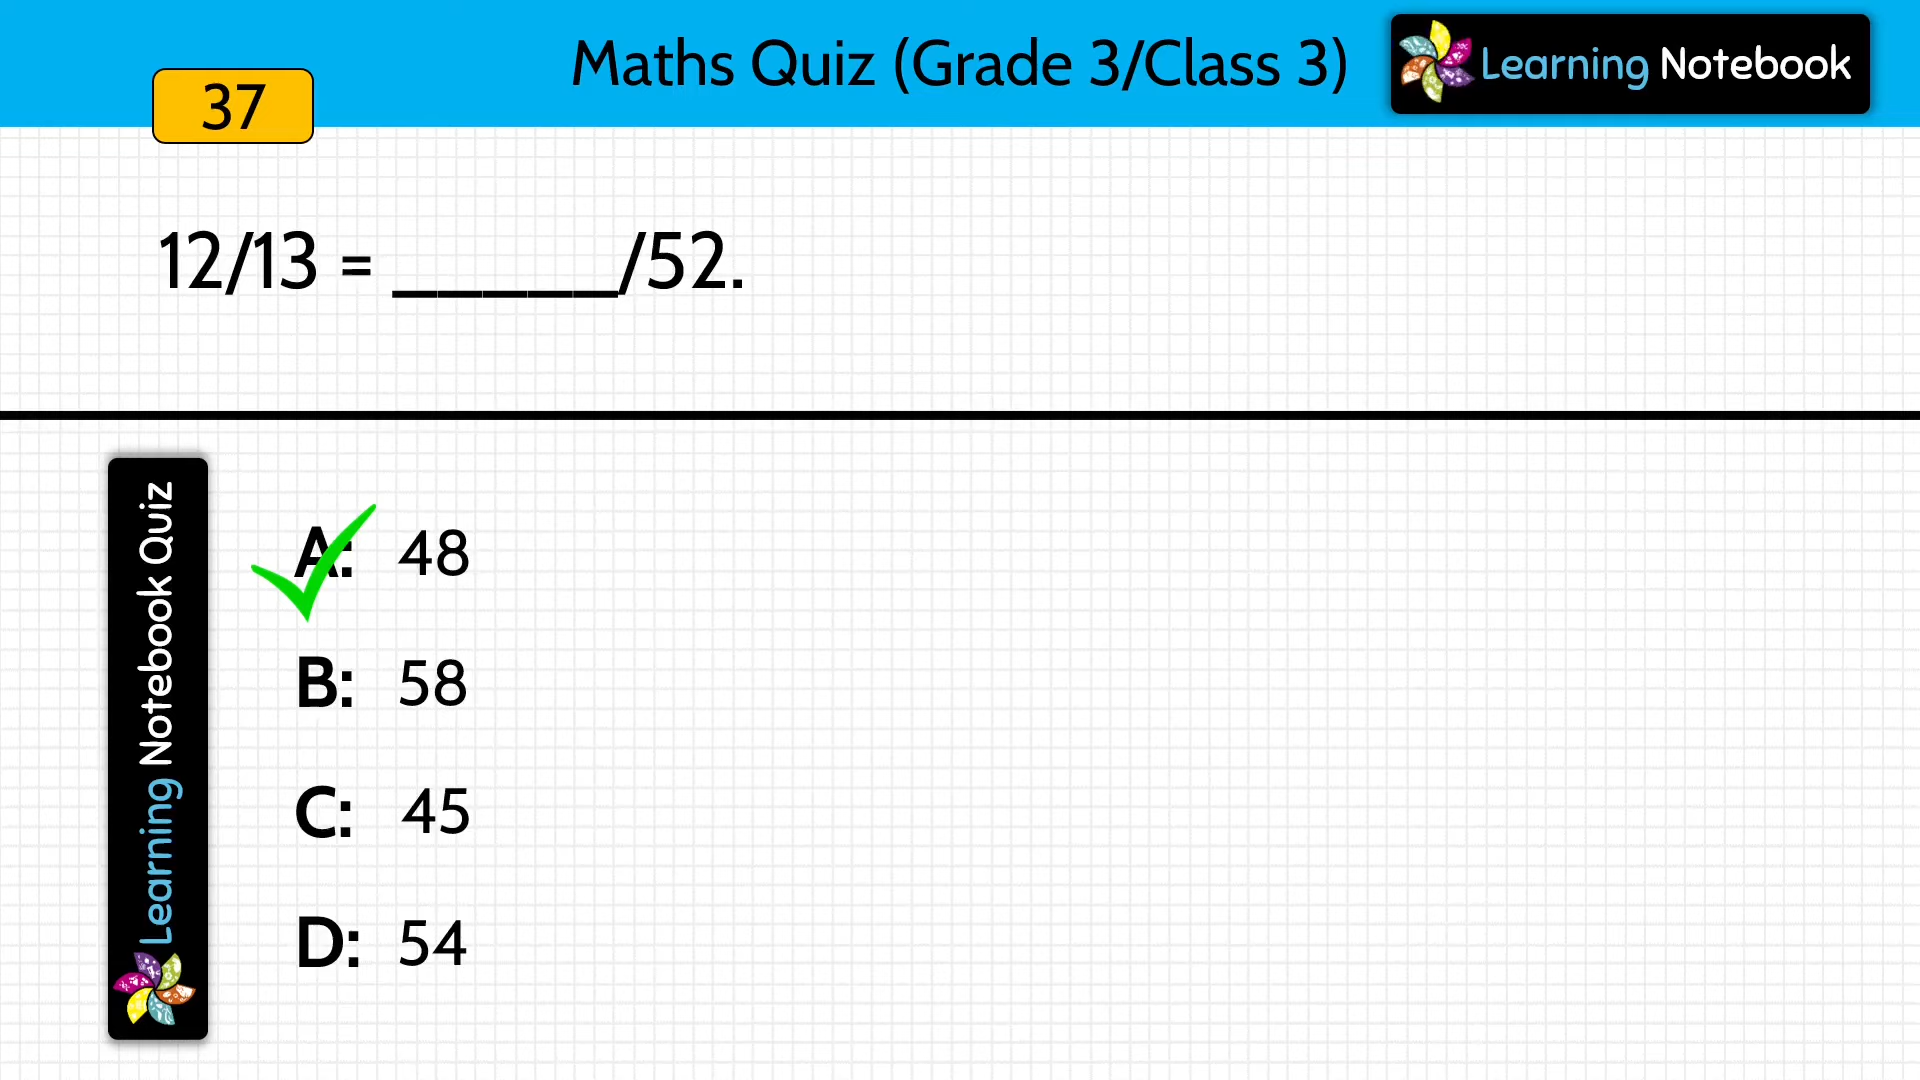 Maths Quiz (Grade 3/Class 3)
Learning Notebook
37
12/13 = _____/52.
Learning Notebook Quiz
A: 48
B: 58
C: 45
D: 54